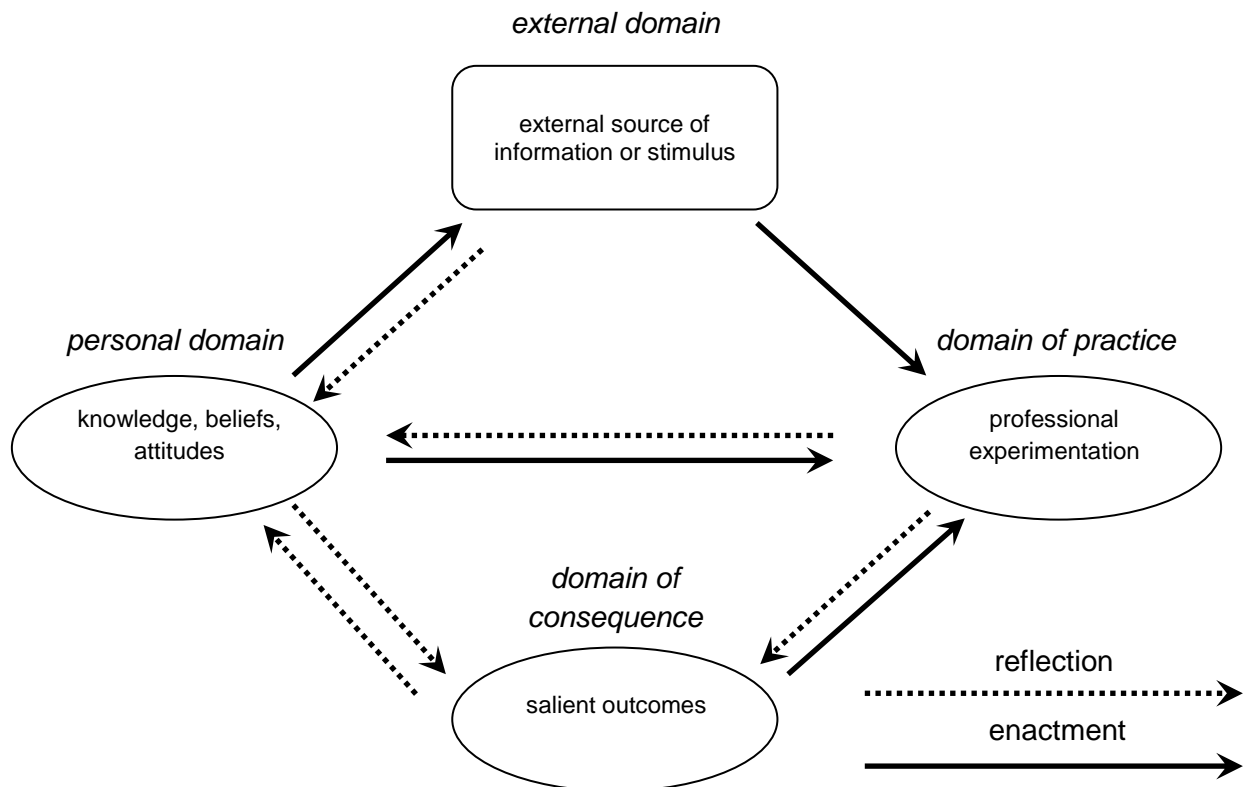 external domain
external source of
information or stimulus
personal domain
domain of practice
knowledge, beliefs,
attitudes
professional
experimentation
domain of
consequence
salient outcomes
reflection
enactment